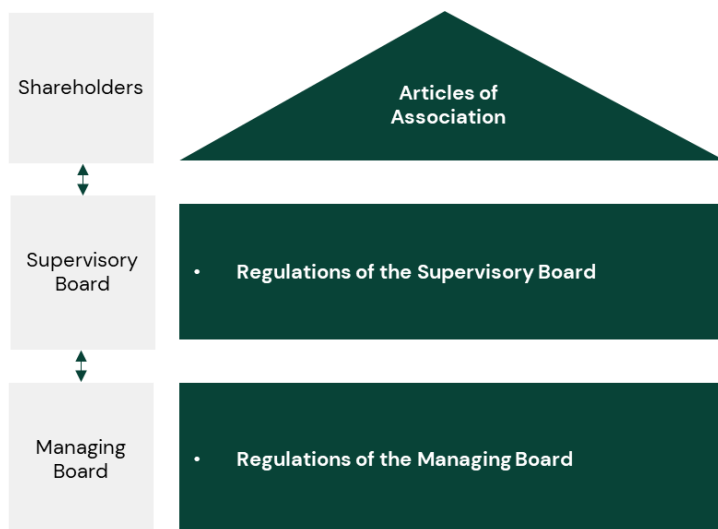 Shareholders
Articles of
Association
Supervisory
Board
• Regulations of the Supervisory Board
Managing
Board
• Regulations of the Managing Board